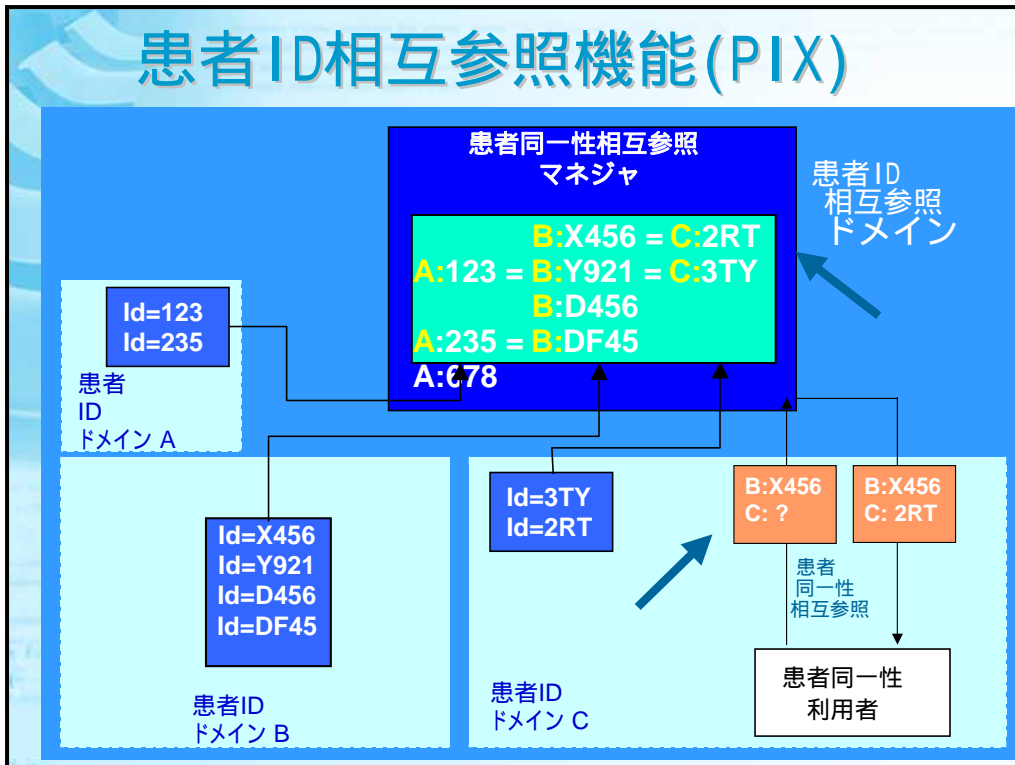 患者ID相互参照機能(PIX)
患者同一性相互参照
マネジャ
B:X456 = C:2RT
A:123 = B:Y921 = C:3TY
B:D456
A:235 = B:DF45
A:678
患者ID
相互参照
ドメイン
Id=123
Id=235
患者
ID
ドメイン A
Id=X456
Id=Y921
Id=D456
Id=DF45
患者ID
ドメイン B
Id=3TY
Id=2RT
患者ID
ドメイン C
B:X456
C: ?
B:X456
C: 2RT
患者
同一性
相互参照
患者同一性
利用者